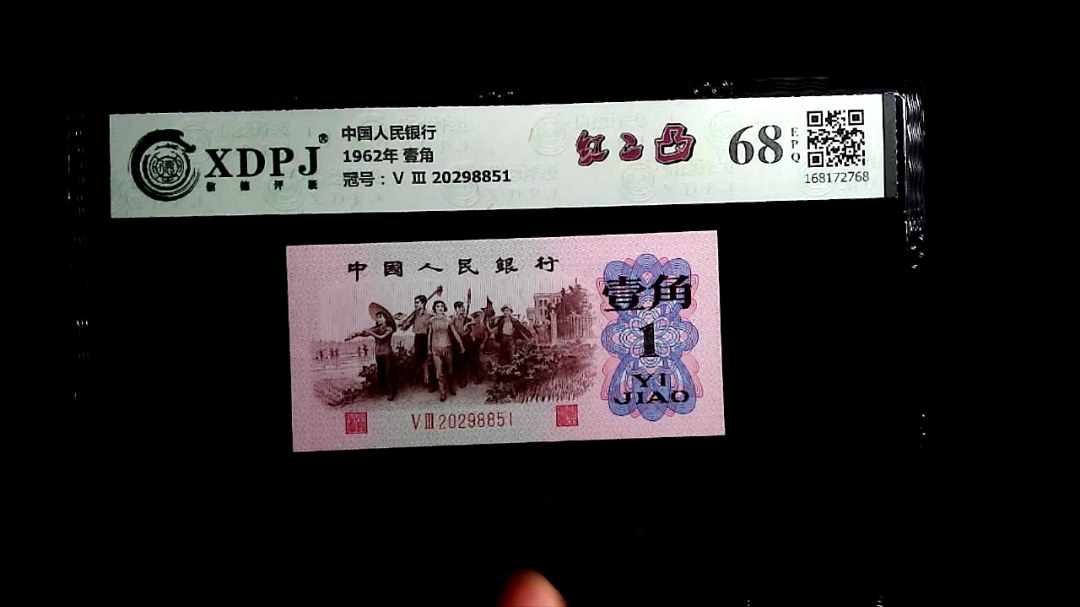 XDPJ®
信德评级
中国人民银行
1962年 壹角
冠号：V Ⅲ 20298851
红二凸
68
EPQ
168172768
中國人民銀行
壹角
1
YI
JIAO
V Ⅲ 20298851